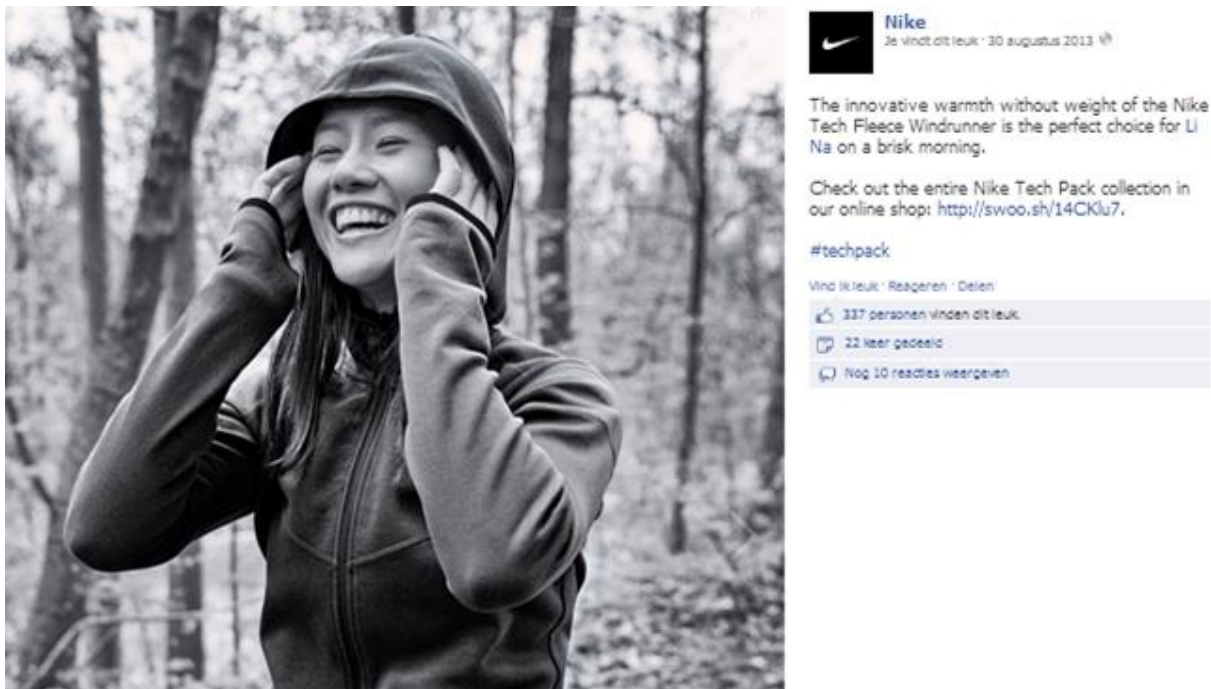 Nike
Je vindt dit leuk · 30 augustus 2013
The innovative warmth without weight of the Nike
Tech Fleece Windrunner is the perfect choice for Li
Na on a brisk morning.
Check out the entire Nike Tech Pack collection in
our online shop: http://swoo.sh/14CKlu7.
#techpack
Vind ik leuk · Reageren · Delen
337 personen vinden dit leuk.
22 keer gedeeld
Nog 10 reacties weergeven